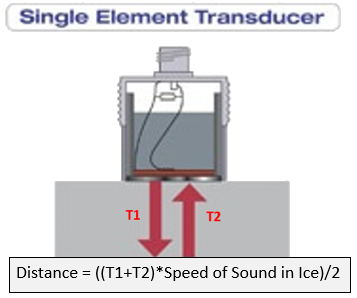 Single Element Transducer
T1 T2
Distance = ((T1+T2)*Speed of Sound in Ice)/2